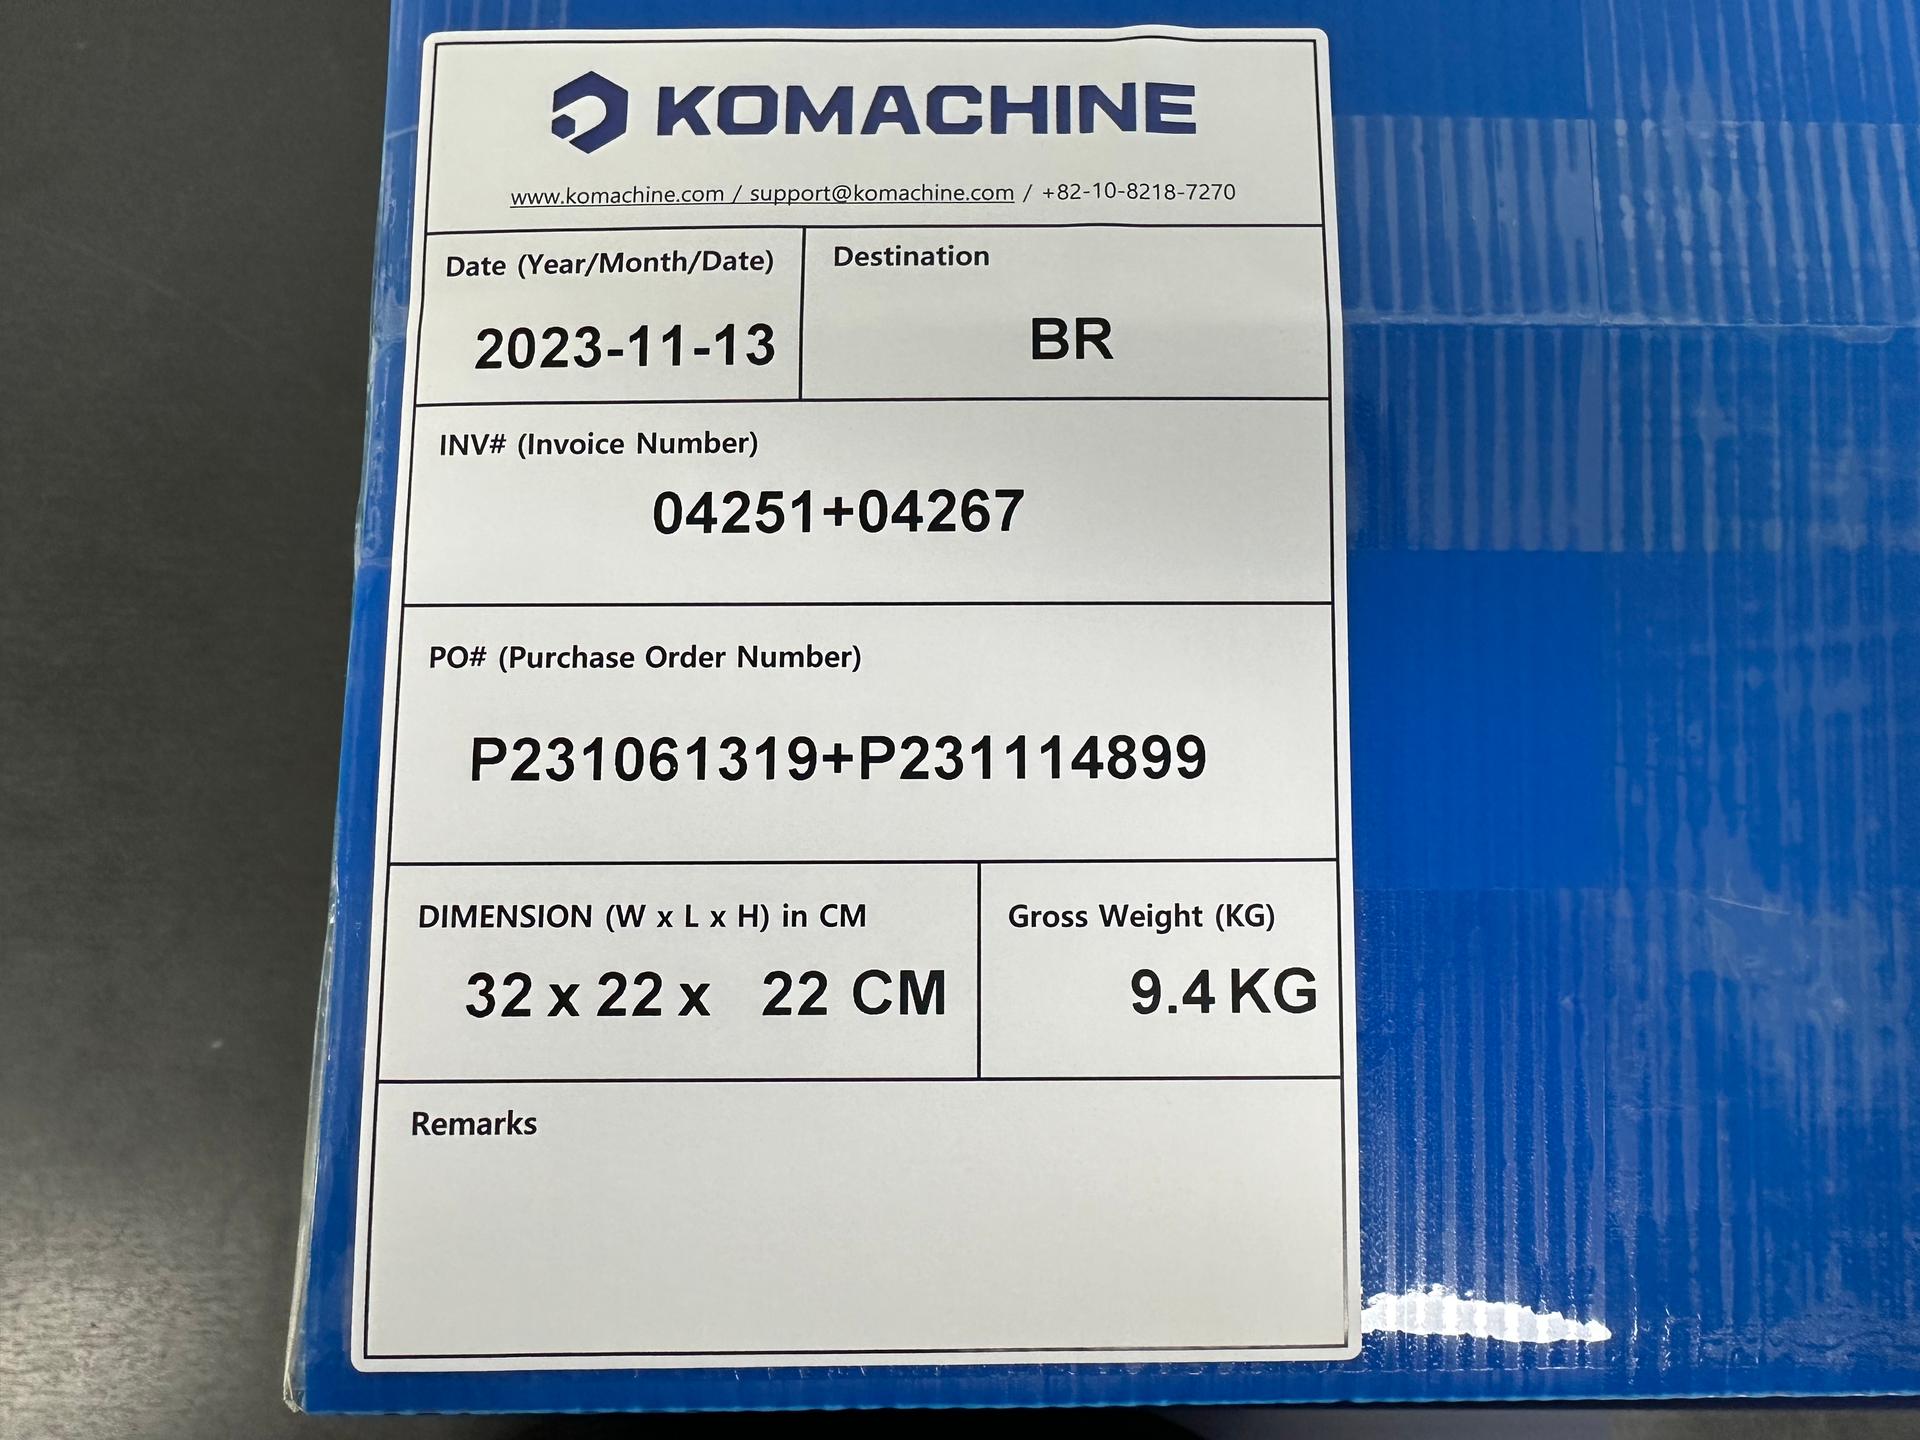 KOMACHINE
www.komachine.com / support@komachine.com / +82-10-8218-7270
Date (Year/Month/Date)
2023-11-13
Destination
BR
INV# (Invoice Number)
04251+04267
PO# (Purchase Order Number)
P231061319+P231114899
DIMENSION (W x L x H) in CM
32 x 22 x 22 CM
Gross Weight (KG)
9.4 KG
Remarks